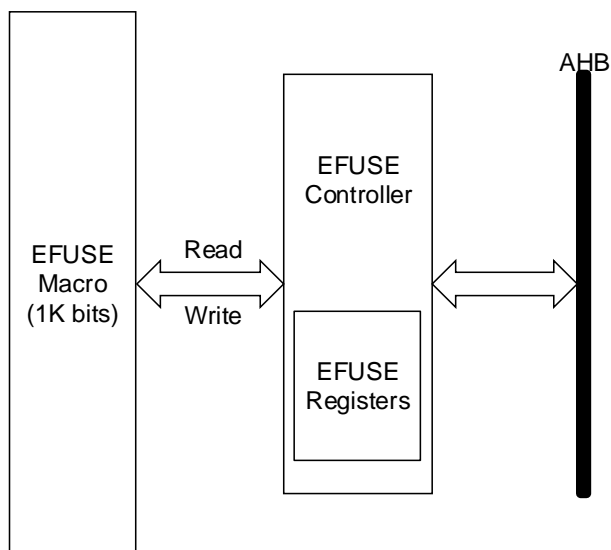 AHB
EFUSE
Controller
EFUSE
Macro
(1K bits)
Read
Write
EFUSE
Registers